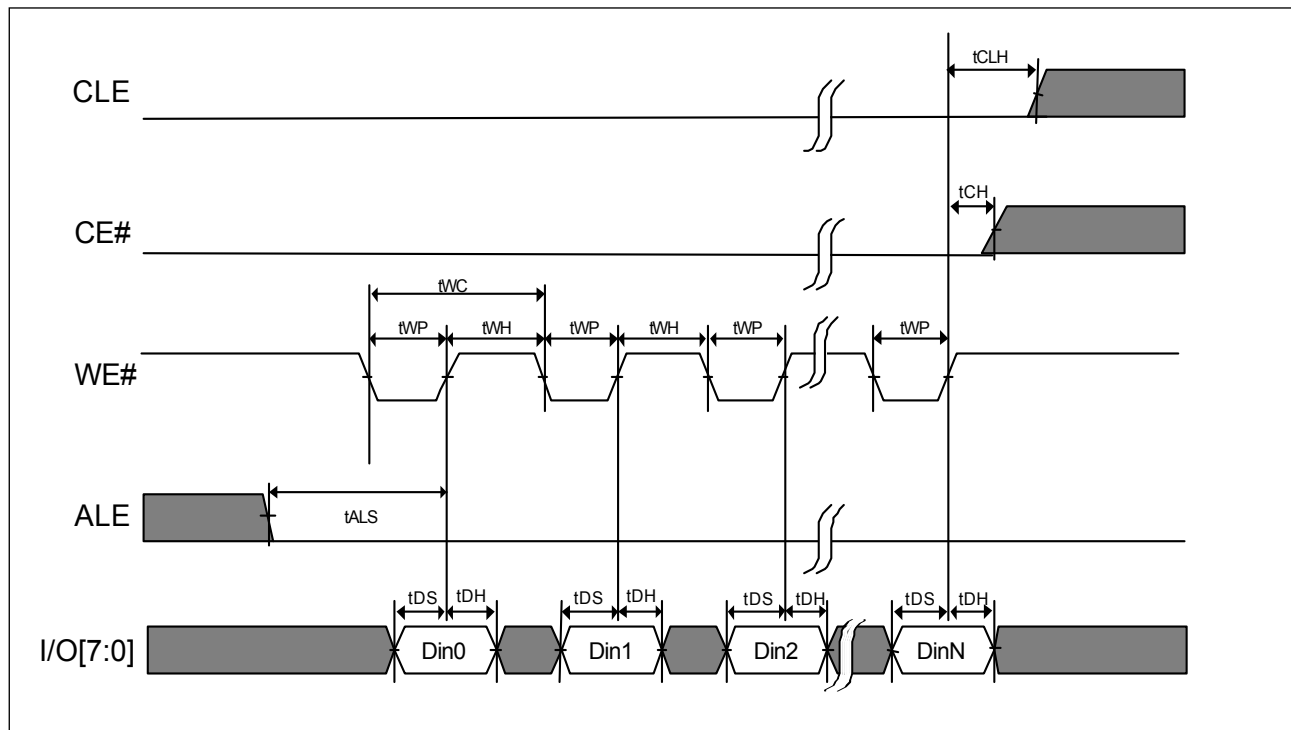 tCLH
CLE
tCH
CE#
tWC
tWP tWH tWP tWH tWP tWP
WE#
ALE
tALS
tDS tDH tDS tDH tDS tDH tDS tDH
I/O[7:0] Din0 Din1 Din2 DinN